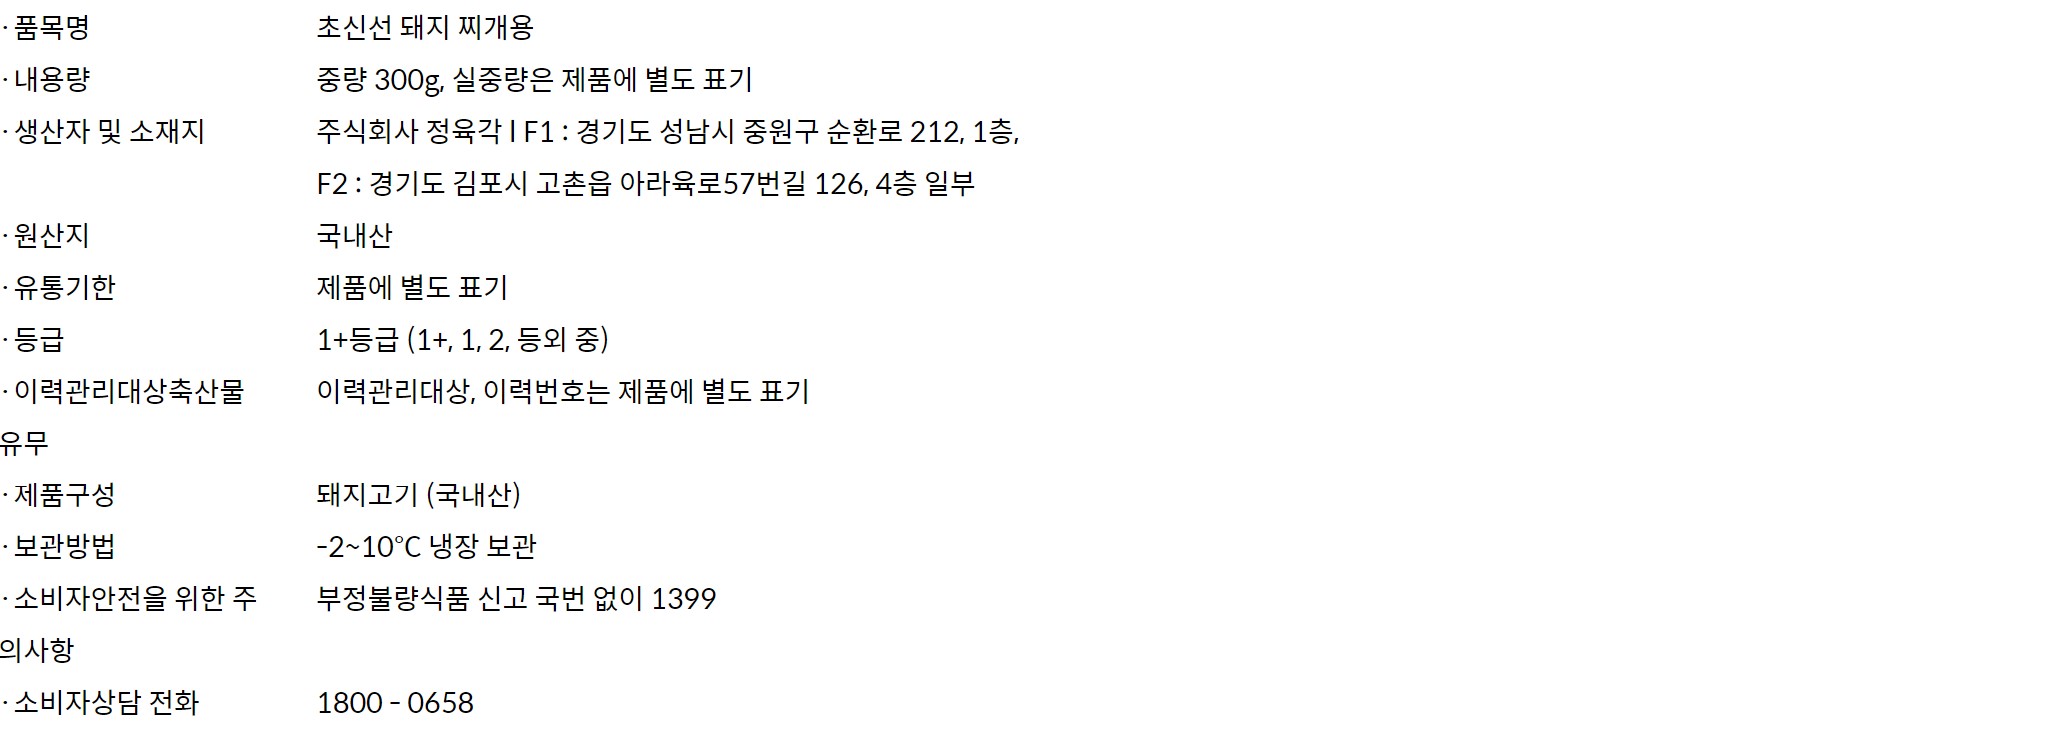 · 품목명 초신선 돼지 찌개용
· 내용량 중량 300g, 실중량은 제품에 별도 표기
· 생산자 및 소재지 주식회사 정육각 I F1 : 경기도 성남시 중원구 순환로 212, 1층,
F2 : 경기도 김포시 고촌읍 아라육로57번길 126, 4층 일부
· 원산지 국내산
· 유통기한 제품에 별도 표기
· 등급 1+등급 (1+, 1, 2, 등외 중)
· 이력관리대상축산물 이력관리대상, 이력번호는 제품에 별도 표기
유무
· 제품구성 돼지고기 (국내산)
· 보관방법 -2~10°C 냉장 보관
· 소비자안전을 위한 주 부정불량식품 신고 국번 없이 1399
의사항
· 소비자상담 전화 1800 - 0658